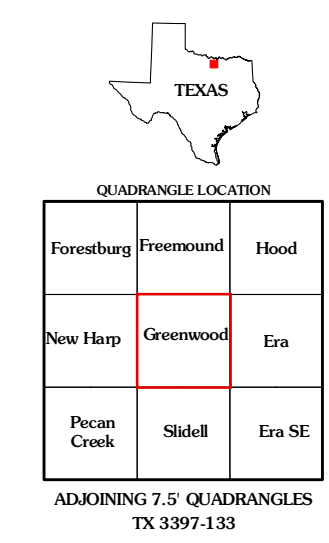 TEXAS
QUADRANGLE LOCATION
Forestburg Freemound Hood
New Harp Greenwood Era
Pecan
Creek
Slidell
Era SE
ADJOINING 7.5' QUADRANGLES
TX 3397-133